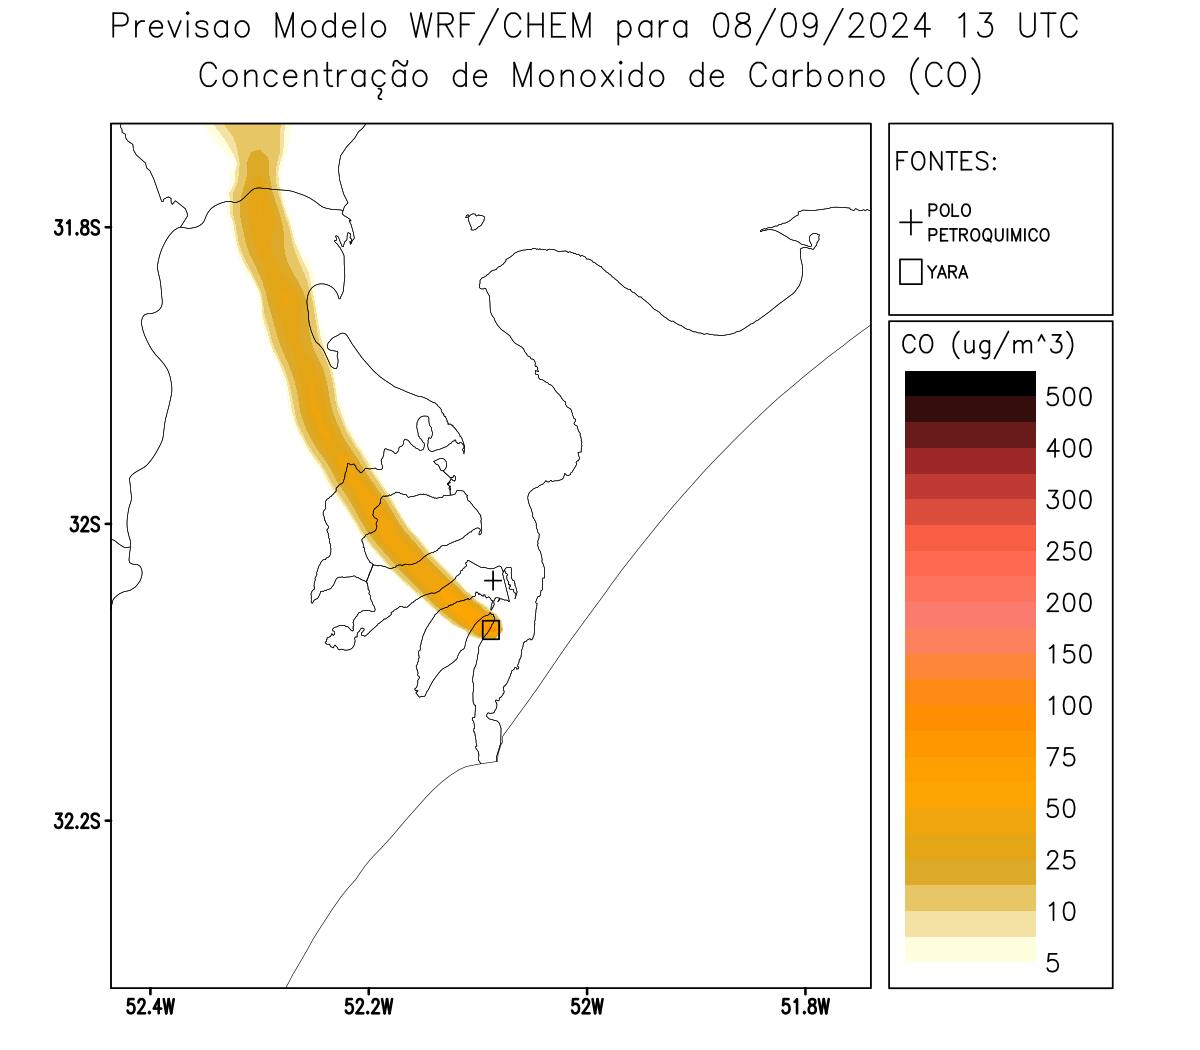 Previsao Modelo WRF/CHEM para 08/09/2024 13 UTC
Concentração de Monoxido de Carbono (CO)
FONTES:
POLO
PETROQUIMICO
YARA
CO (ug/m^3)
500
400
300
250
200
150
100
75
50
25
10
5
31.8S
32S
32.2S
52.4W
52.2W
52W
51.8W